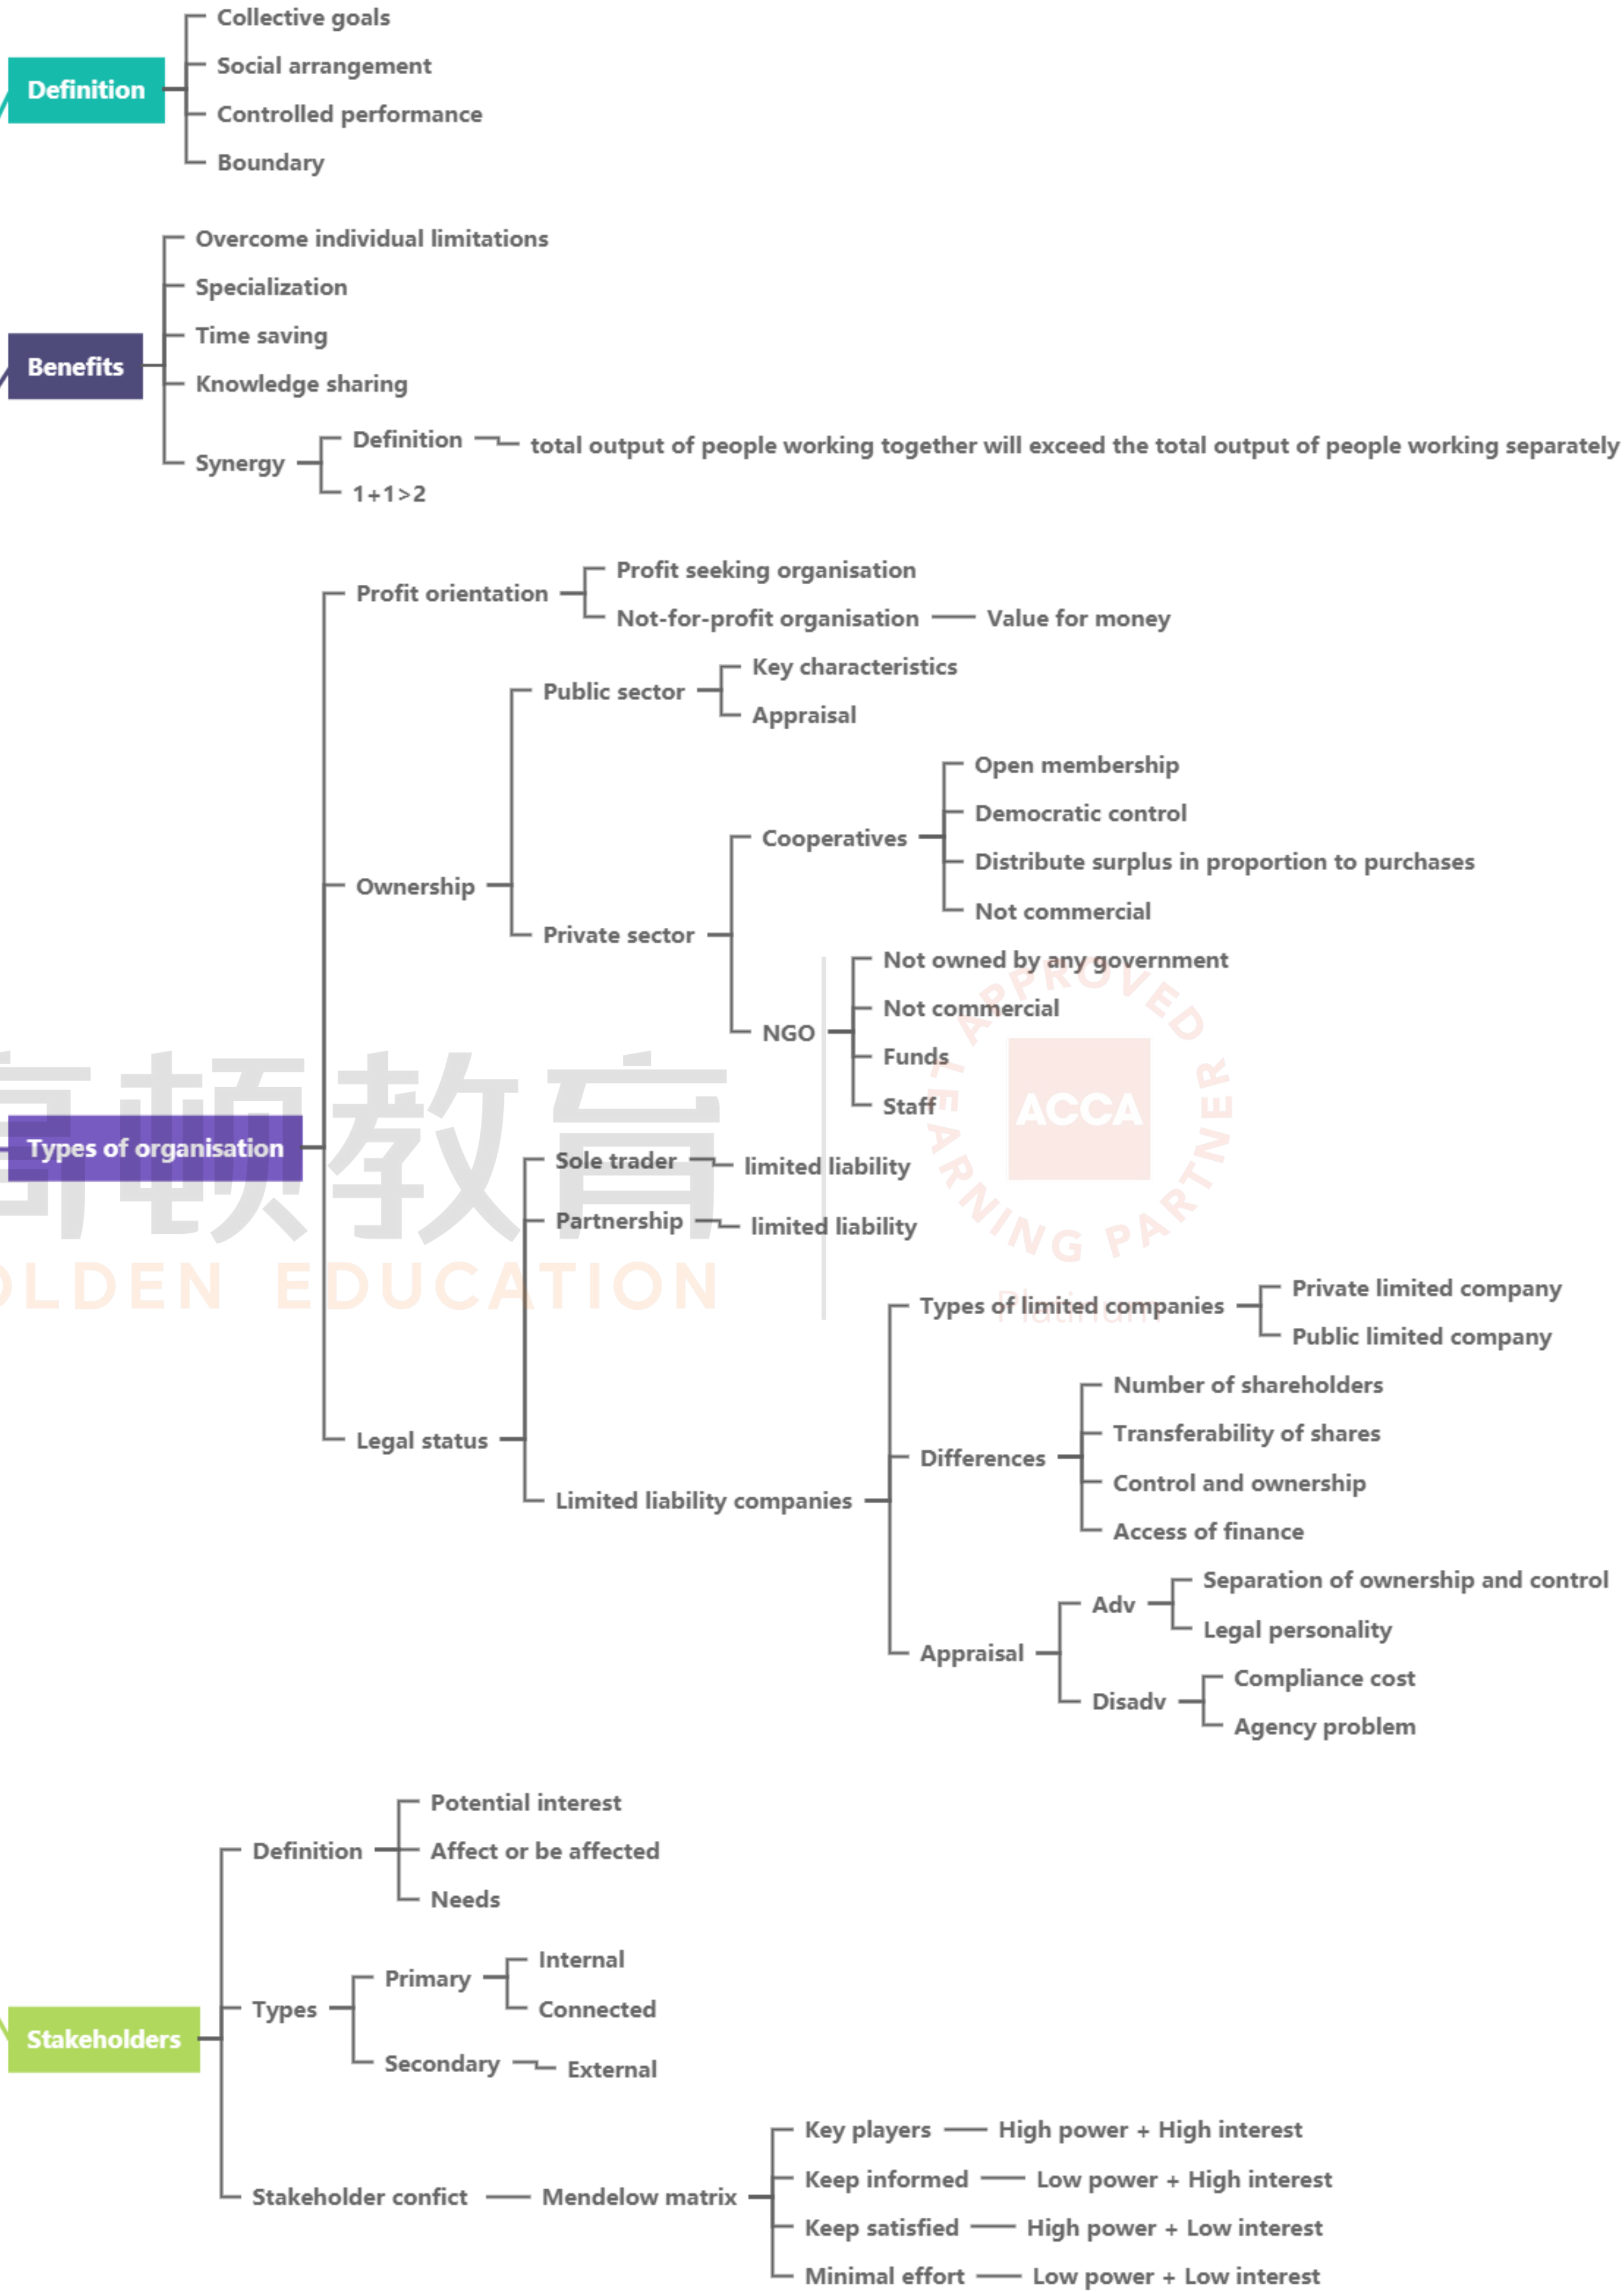 Definition
Collective goals
Social arrangement
Controlled performance
Boundary
Benefits
Overcome individual limitations
Specialization
Time saving
Knowledge sharing
Synergy
Definition
total output of people working together will exceed the total output of people working separately
1+1>2
Types of organisation
Profit orientation
Profit seeking organisation
Not-for-profit organisation
Value for money
Ownership
Public sector
Key characteristics
Appraisal
Private sector
Cooperatives
Open membership
Democratic control
Distribute surplus in proportion to purchases
Not commercial
NGO
Not owned by any government
Not commercial
Funds
Staff
Legal status
Sole trader
limited liability
Partnership
limited liability
Limited liability companies
Types of limited companies
Private limited company
Public limited company
Differences
Number of shareholders
Transferability of shares
Control and ownership
Access of finance
Appraisal
Adv
Separation of ownership and control
Legal personality
Disadv
Compliance cost
Agency problem
Stakeholders
Definition
Potential interest
Affect or be affected
Needs
Types
Primary
Internal
Connected
Secondary
External
Stakeholder confict
Mendelow matrix
Key players
High power + High interest
Keep informed
Low power + High interest
Keep satisfied
High power + Low interest
Minimal effort
Low power + Low interest
高顿教育
OLDEN EDUCATION
APPROVED
LEARNING PARTNER
ACCA
Platinum